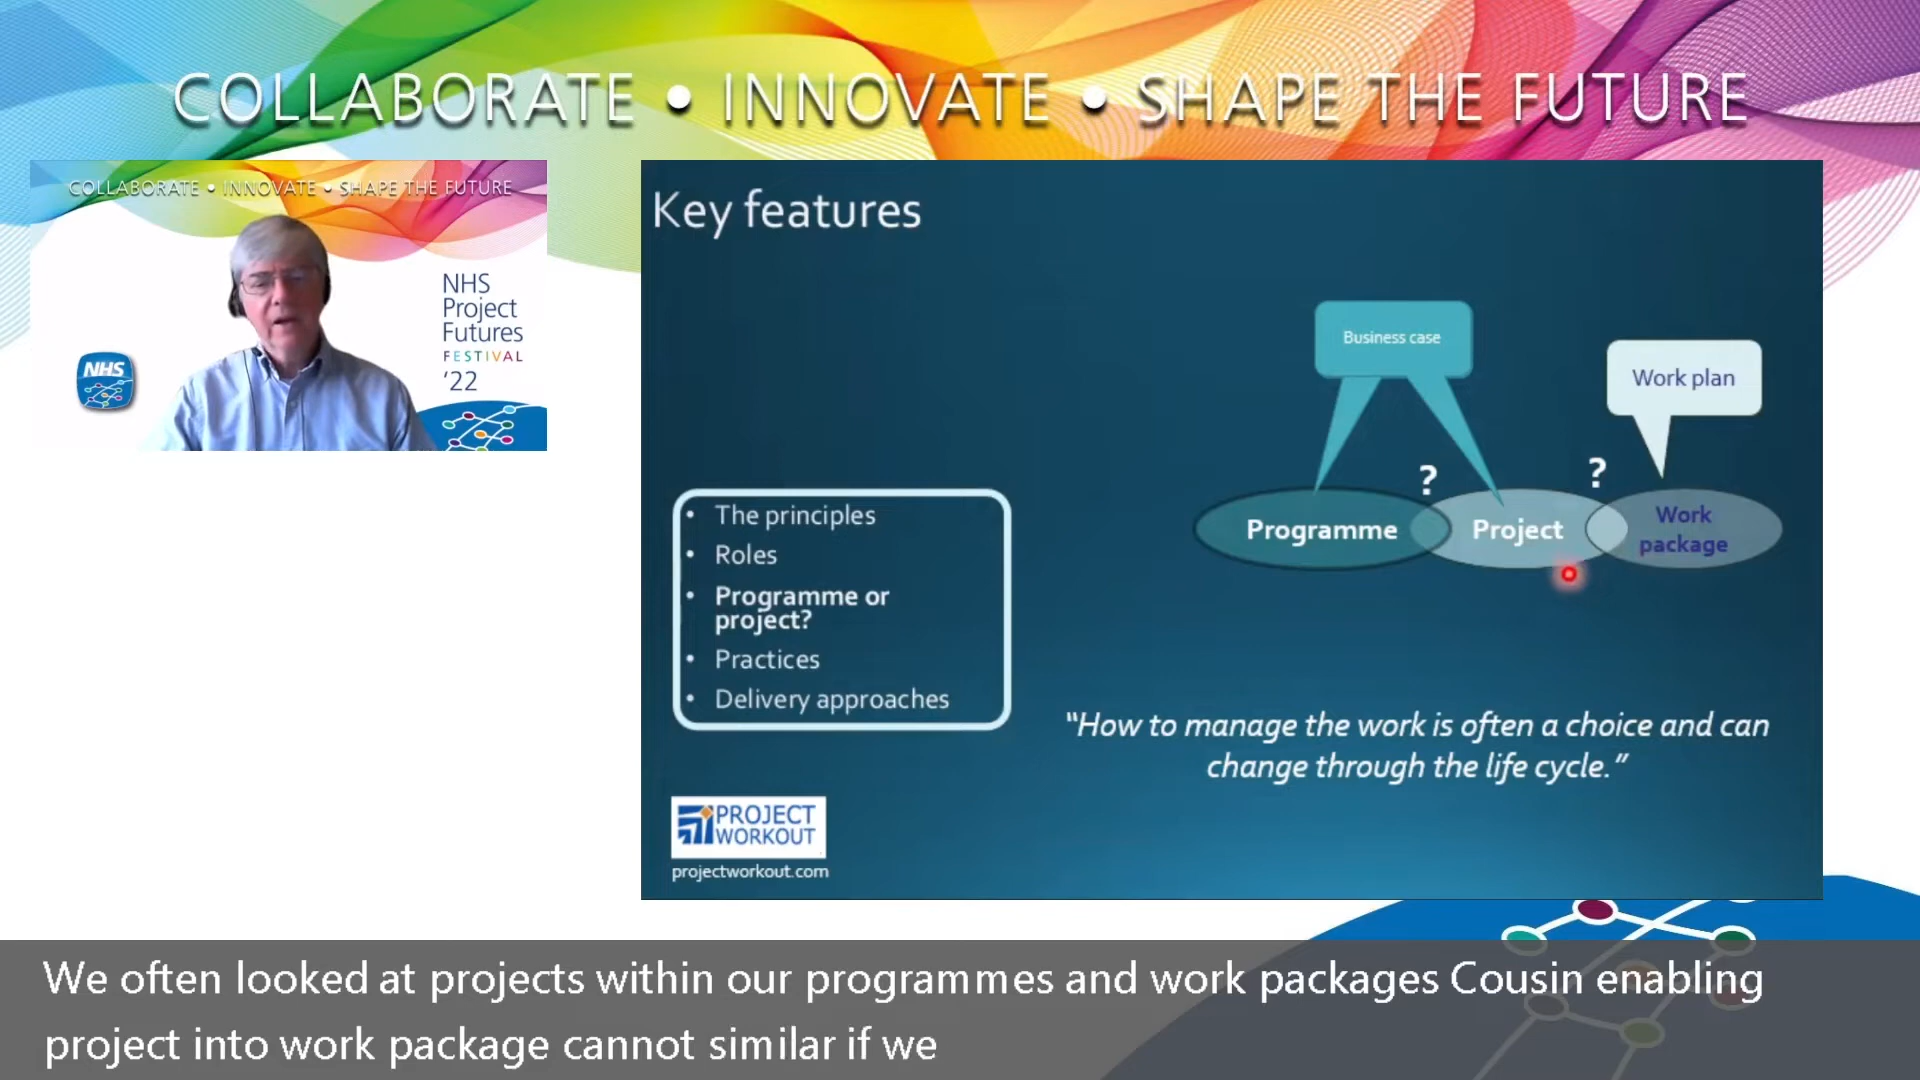 COLLABORATE • INNOVATE • SHAPE THE FUTURE
COLLABORATE • INNOVATE • SHAPE THE FUTURE
NHS
Project
Futures
FESTIVAL
'22
NHS
Key features
Business case
Work plan
?
?
Programme
Project
Work
package
• The principles
• Roles
• Programme or
project?
• Practices
• Delivery approaches
"How to manage the work is often a choice and can
change through the life cycle."
PROJECT
WORKOUT
projectworkout.com
We often looked at projects within our programmes and work packages Cousin enabling
project into work package cannot similar if we